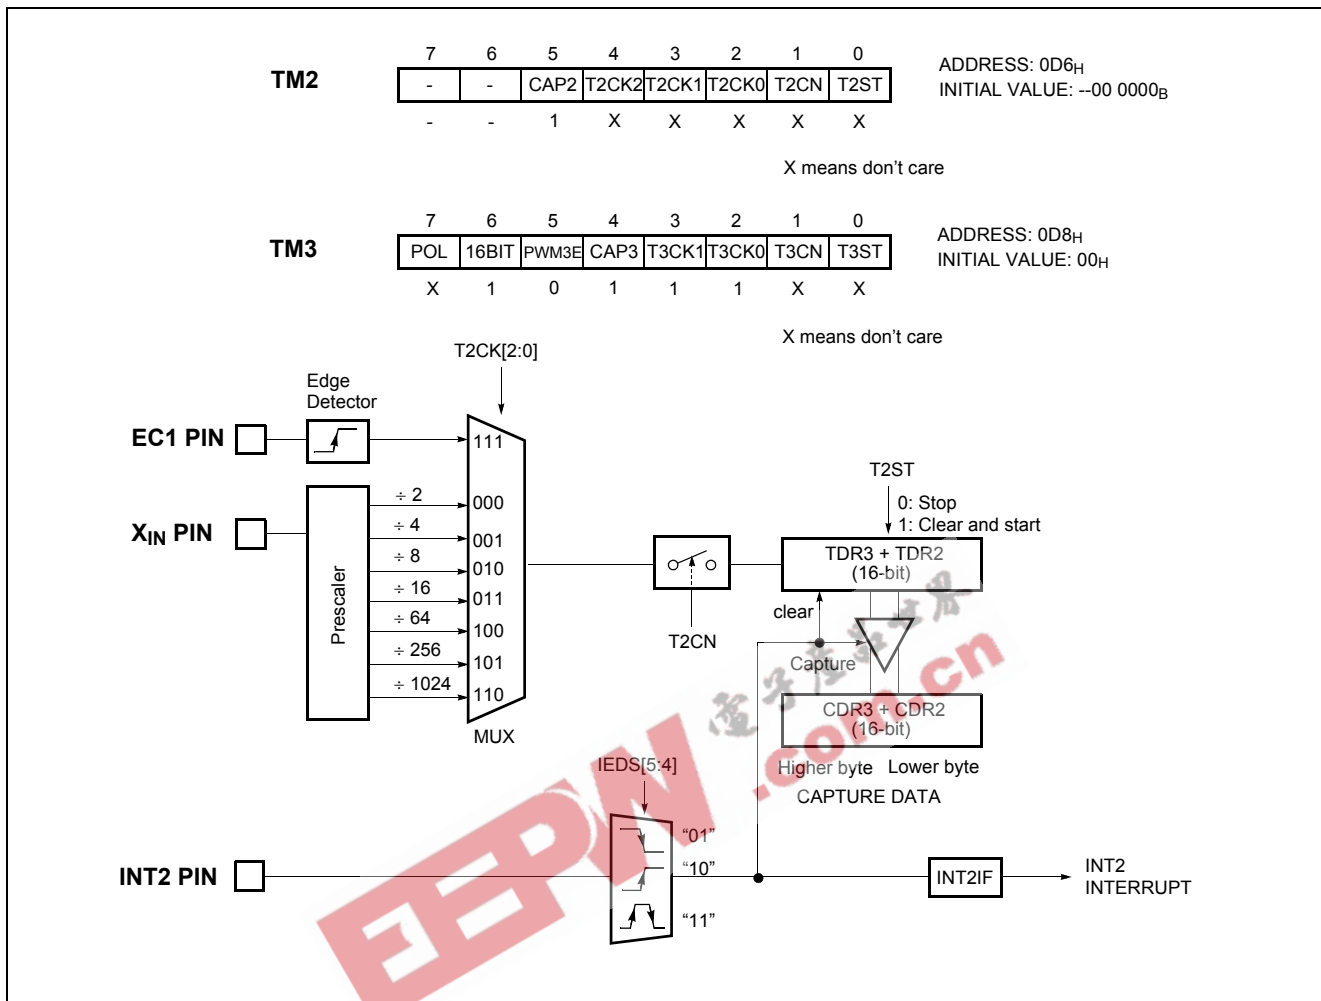 7 6 5 4 3 2 1 0
TM2
- - CAP2 T2CK2 T2CK1 T2CK0 T2CN T2ST
- - 1 X X X X X
ADDRESS: 0D6H
INITIAL VALUE: --00 0000B
X means don't care
7 6 5 4 3 2 1 0
TM3
POL 16BIT PWM3E CAP3 T3CK1 T3CK0 T3CN T3ST
X 1 0 1 1 1 X X
ADDRESS: 0D8H
INITIAL VALUE: 00H
X means don't care
T2CK[2:0]
Edge
Detector
EC1 PIN
111
XIN PIN
Prescaler
÷ 2
000
÷ 4
001
÷ 8
010
÷ 16
011
÷ 64
100
÷ 256
101
÷ 1024
110
MUX
T2CN
T2ST
0: Stop
1: Clear and start
TDR3 + TDR2
(16-bit)
clear
Capture
CDR3 + CDR2
(16-bit)
Higher byte Lower byte
CAPTURE DATA
IEDS[5:4]
INT2 PIN
"01"
"10"
"11"
INT2IF
INT2
INTERRUPT
EEPW
電子產品世界
.com.cn